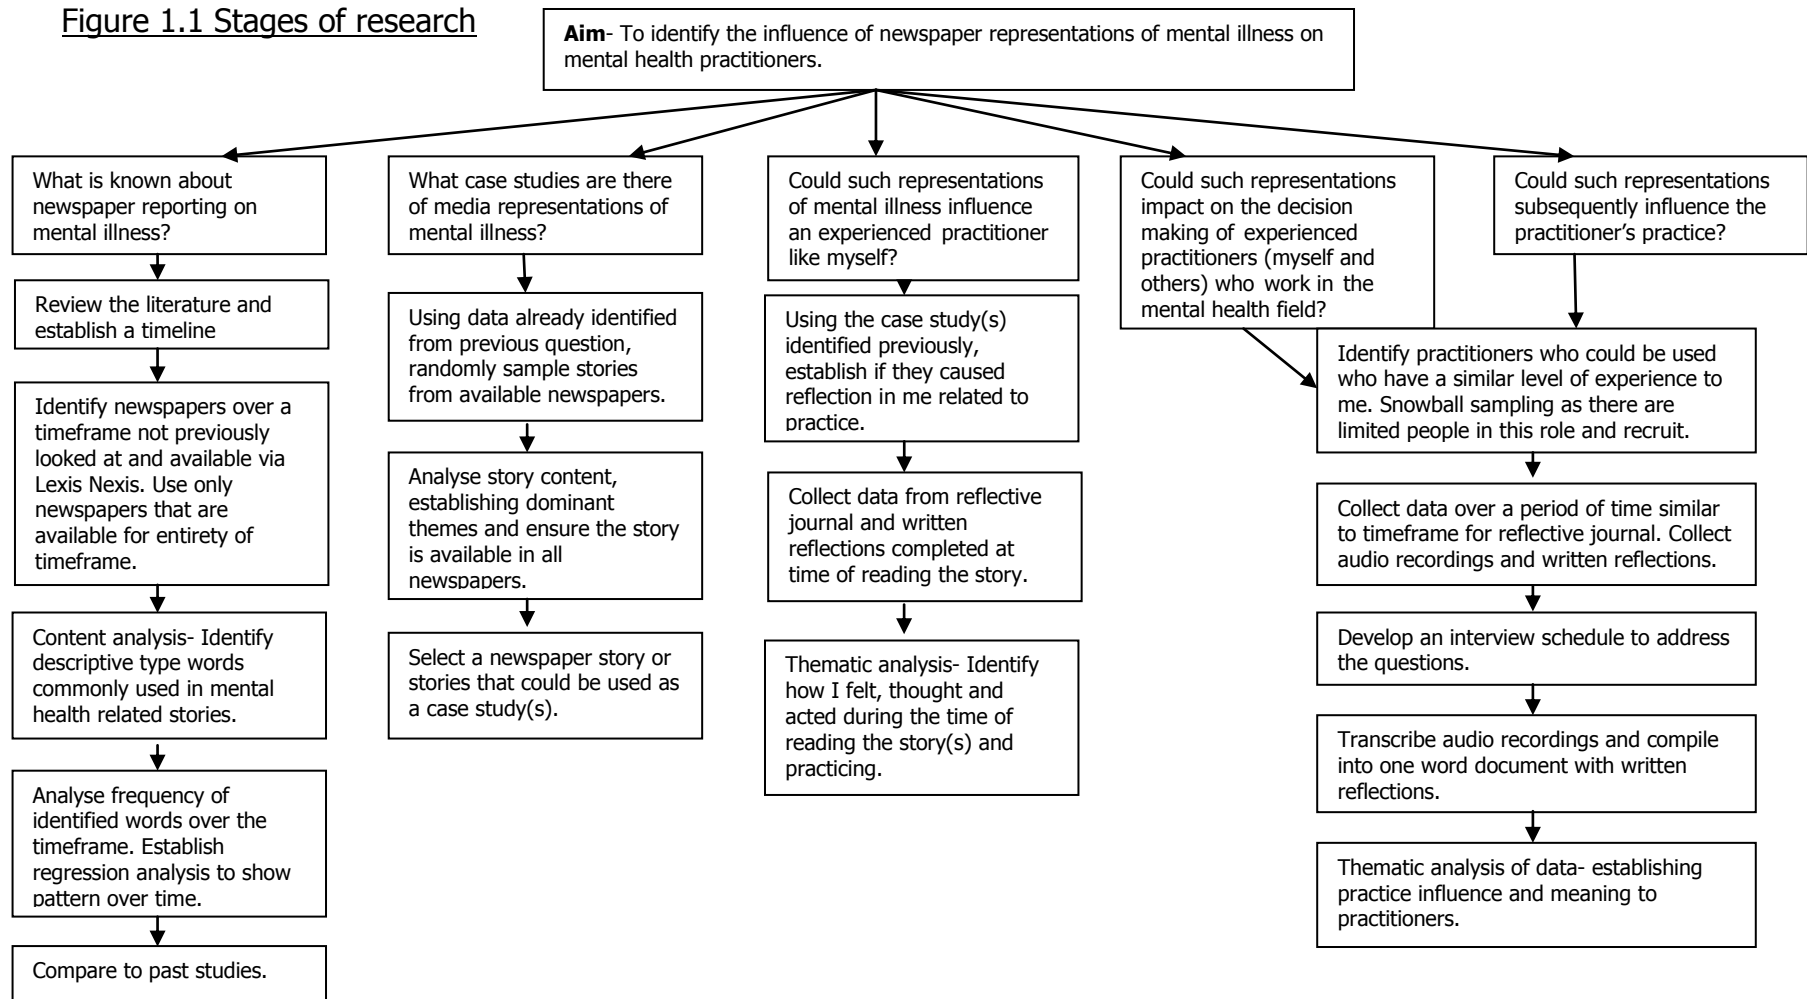 Figure 1.1 Stages of research
Aim- To identify the influence of newspaper representations of mental illness on
mental health practitioners.
What is known about
newspaper reporting on
mental illness?
Review the literature and
establish a timeline
Identify newspapers over a
timeframe not previously
looked at and available via
Lexis Nexis. Use only
newspapers that are
available for entirety of
timeframe.
Content analysis- Identify
descriptive type words
commonly used in mental
health related stories.
Analyse frequency of
identified words over the
timeframe. Establish
regression analysis to show
pattern over time.
Compare to past studies.
What case studies are there
of media representations of
mental illness?
Using data already identified
from previous question,
randomly sample stories
from available newspapers.
Analyse story content,
establishing dominant
themes and ensure the story
is available in all
newspapers.
Select a newspaper story or
stories that could be used as
a case study(s).
Could such representations
of mental illness influence
an experienced practitioner
like myself?
Using the case study(s)
identified previously,
establish if they caused
reflection in me related to
practice.
Collect data from reflective
journal and written
reflections completed at
time of reading the story.
Thematic analysis- Identify
how I felt, thought and
acted during the time of
reading the story(s) and
practicing.
Could such representations
impact on the decision
making of experienced
practitioners (myself and
others) who work in the
mental health field?
Could such representations
subsequently influence the
practitioner's practice?
Identify practitioners who could be used
who have a similar level of experience to
me. Snowball sampling as there are
limited people in this role and recruit.
Collect data over a period of time similar
to timeframe for reflective journal. Collect
audio recordings and written reflections.
Develop an interview schedule to address
the questions.
Transcribe audio recordings and compile
into one word document with written
reflections.
Thematic analysis of data- establishing
practice influence and meaning to
practitioners.